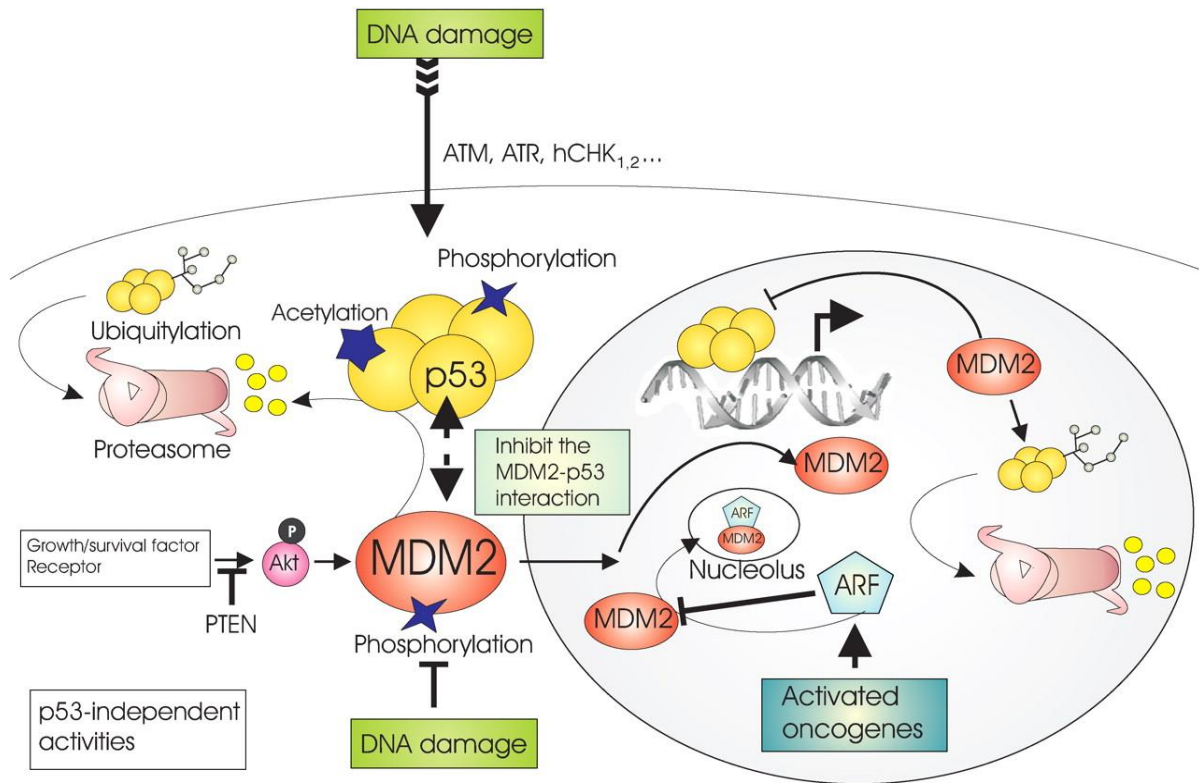 DNA damage
ATM, ATR, hCHK1,2...
Phosphorylation
Acetylation
Ubiquitylation
p53
Proteasome
Inhibit the
MDM2-p53
interaction
MDM2
MDM2
ARF
MDM2
Nucleolus
P
Growth/survival factor
Receptor
Akt
MDM2
ARF
MDM2
PTEN
Phosphorylation
p53-independent
activities
DNA damage
Activated
oncogenes